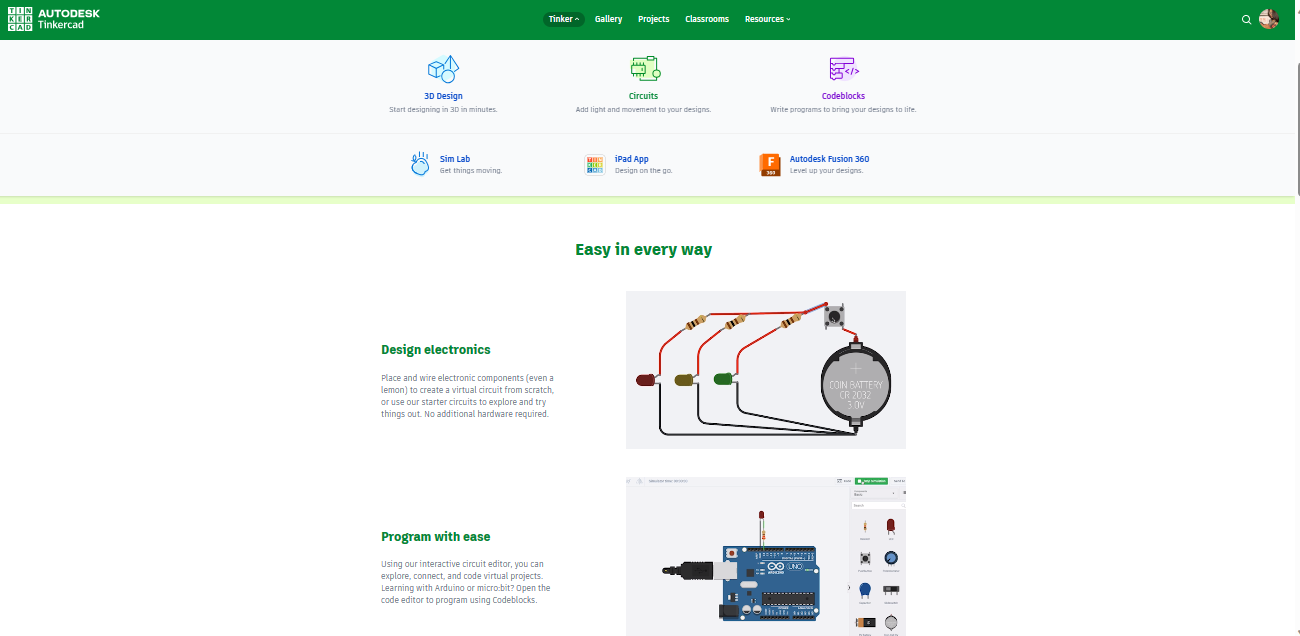 TINKERCAD
AUTODESK
Tinkercad
Tinker
Gallery
Projects
Classrooms
Resources
3D Design
Start designing in 3D in minutes.
Circuits
Add light and movement to your designs.
Codeblocks
Write programs to bring your designs to life.
Sim Lab
Get things moving.
iPad App
Design on the go.
F
360
Autodesk Fusion 360
Level up your designs.
Easy in every way
Design electronics
Place and wire electronic components (even a
lemon) to create a virtual circuit from scratch,
or use our starter circuits to explore and try
things out. No additional hardware required.
COIN BATTERY
CR 2032
3.0V
Program with ease
Using our interactive circuit editor, you can
explore, connect, and code virtual projects.
Learning with Arduino or micro:bit? Open the
code editor to program using Codeblocks.
Search
UNO
ARDUINO